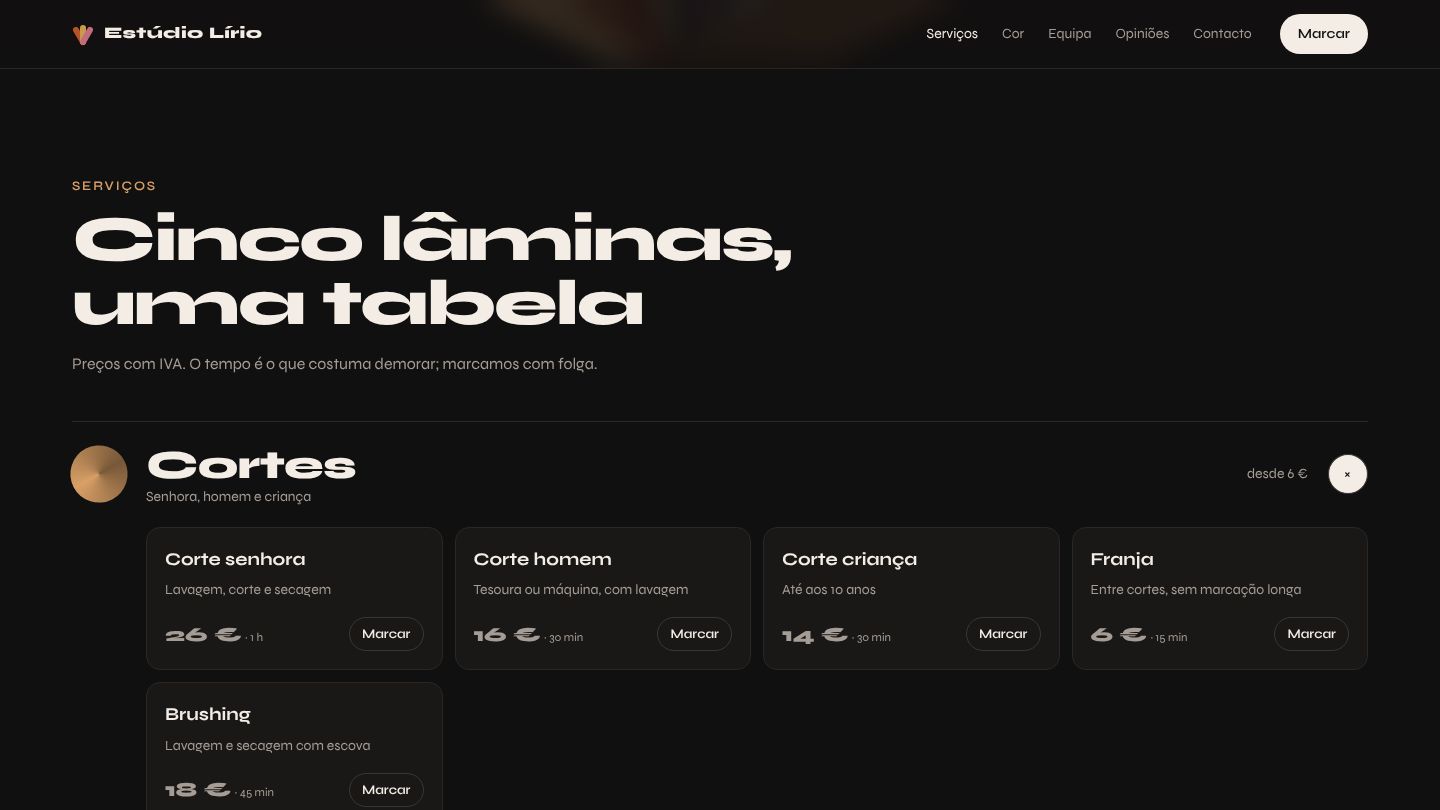 Estúdio Lírio
Serviços
Cor
Equipa
Opiniões
Contacto
Marcar
SERVIÇOS
Cinco lâminas,
uma tabela
Preços com IVA. O tempo é o que costuma demorar; marcamos com folga.
Cortes
Senhora, homem e criança
desde 6 €
×
Corte senhora
Lavagem, corte e secagem
26 € · 1 h
Marcar
Corte homem
Tesoura ou máquina, com lavagem
16 € · 30 min
Marcar
Corte criança
Até aos 10 anos
14 € · 30 min
Marcar
Franja
Entre cortes, sem marcação longa
6 € · 15 min
Marcar
Brushing
Lavagem e secagem com escova
18 € · 45 min
Marcar